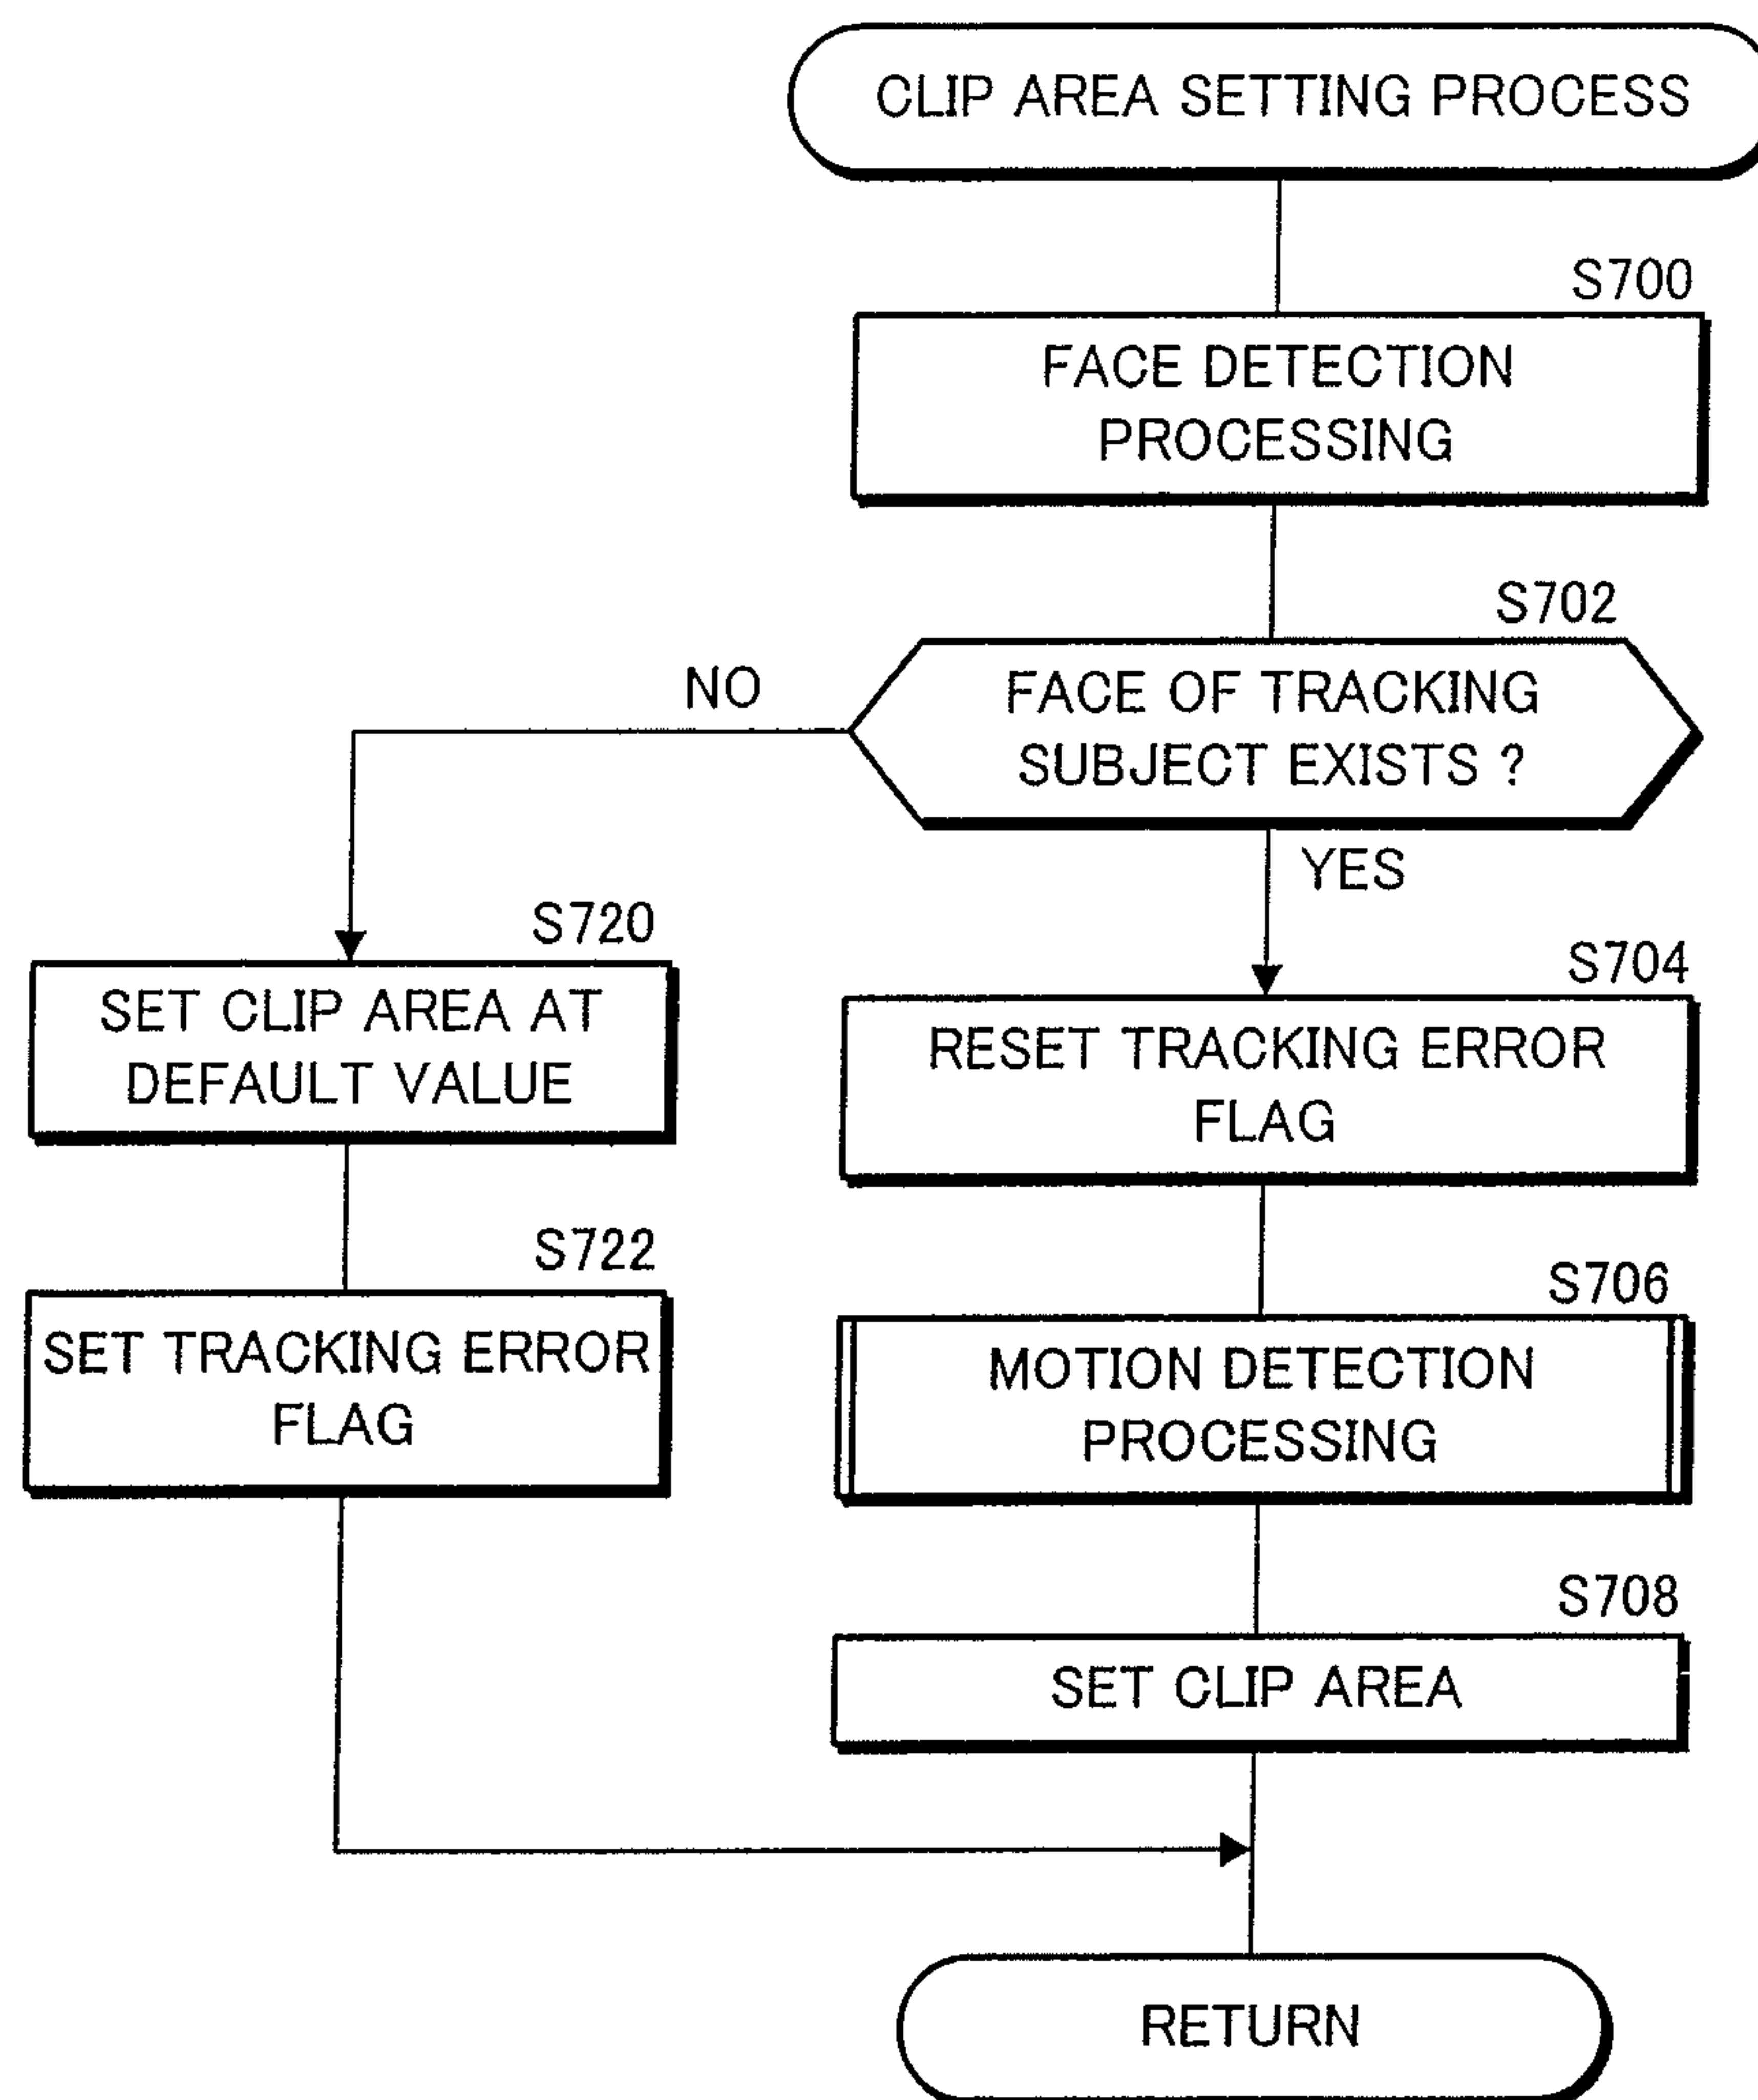 CLIP AREA SETTING PROCESS
S700
FACE DETECTION
PROCESSING
S702
FACE OF TRACKING
SUBJECT EXISTS ?
NO
YES
S720
SET CLIP AREA AT
DEFAULT VALUE
S722
SET TRACKING ERROR
FLAG
S704
RESET TRACKING ERROR
FLAG
S706
MOTION DETECTION
PROCESSING
S708
SET CLIP AREA
RETURN